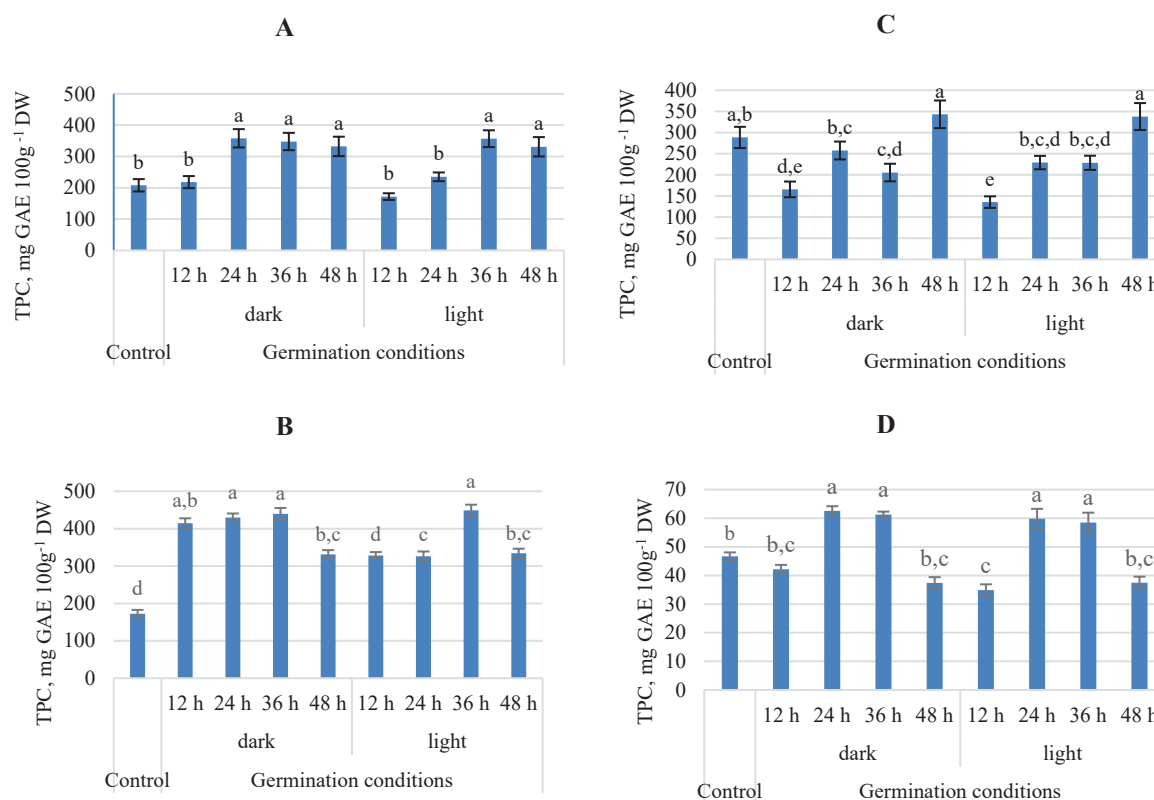 A
TPC, mg GAE 100g⁻¹ DW
500
400
300
200
100
0
b b a a a b b a a
12 h 24 h 36 h 48 h 12 h 24 h 36 h 48 h
dark light
Control Germination conditions
B
TPC, mg GAE 100g⁻¹ DW
500
400
300
200
100
0
d a,b a a b,c d c a b,c
12 h 24 h 36 h 48 h 12 h 24 h 36 h 48 h
dark light
Control Germination conditions
C
TPC, mg GAE 100g⁻¹ DW
400
350
300
250
200
150
100
50
0
a,b d,e b,c c,d a e b,c,d b,c,d a
12 h 24 h 36 h 48 h 12 h 24 h 36 h 48 h
dark light
Control Germination conditions
D
TPC, mg GAE 100g⁻¹ DW
70
60
50
40
30
20
10
0
b b,c a a b,c c a a b,c
12 h 24 h 36 h 48 h 12 h 24 h 36 h 48 h
dark light
Control Germination conditions